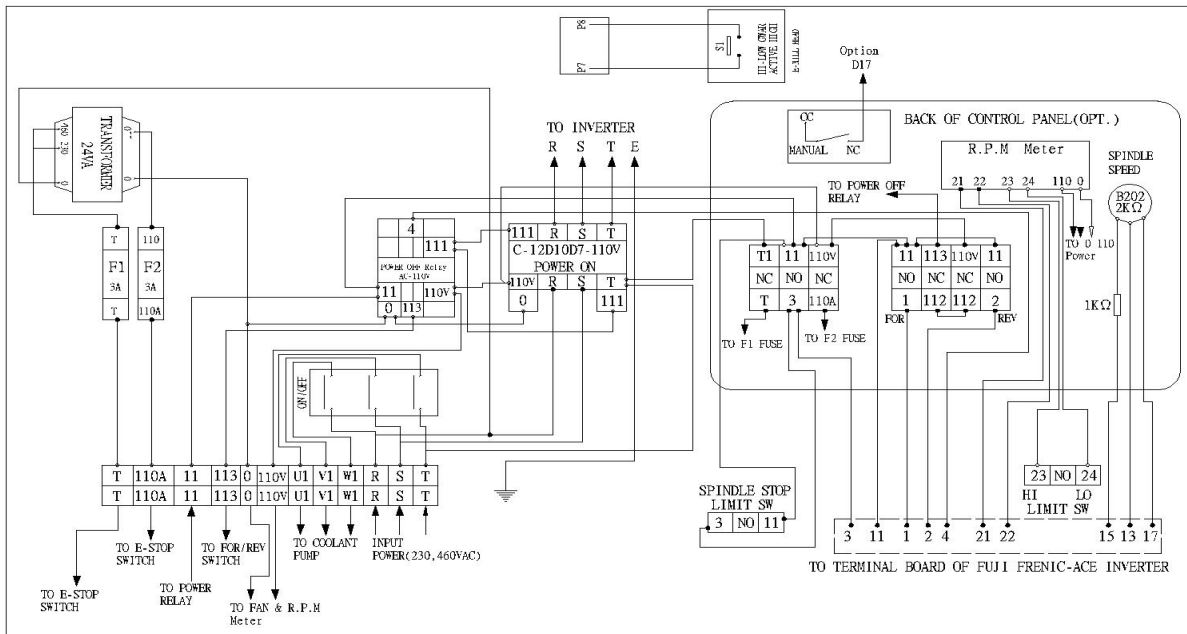 P8
P7
S1
HI-LOW GWAR
ACTIVE HIGH
E-MILL HEAD
Option
D17
CC
MANUAL NC
BACK OF CONTROL PANEL(OPT.)
R.P.M Meter
21 22 23 24 110 0
SPINDLE
SPEED
B202
2KΩ
TO 0 110
Power
1KΩ
TO POWER OFF
RELAY
TRANSFORMER
24VA
460 230 0
0
T 110
F1 F2
3A 3A
T 110A
TO INVERTER
R S T E
4
111
POWER OFF Relay
AC-110V
11 110V
0 113
111 R S T
C-12D10D7-110V
POWER ON
110V R S T
0 111
T1 11 110V
NC NO NC
T 3 110A
TO F1 FUSE
TO F2 FUSE
11 113 110V 11
NO NC NC NO
1 112 112 2
FOR REV
ON/OFF
T 110A 11 113 0 110V U1 V1 W1 R S T
T 110A 11 113 0 110V U1 V1 W1 R S T
TO E-STOP
SWITCH
TO E-STOP
SWITCH
TO POWER
RELAY
TO FOR/REV
SWITCH
TO FAN & R.P.M
Meter
TO COOLANT
PUMP
INPUT
POWER(230,460VAC)
SPINDLE STOP
LIMIT SW
3 NO 11
23 NO 24
HI LO
LIMIT SW
3 11 1 2 4 21 22 15 13 17
TO TERMINAL BOARD OF FUJI FRENIC-ACE INVERTER